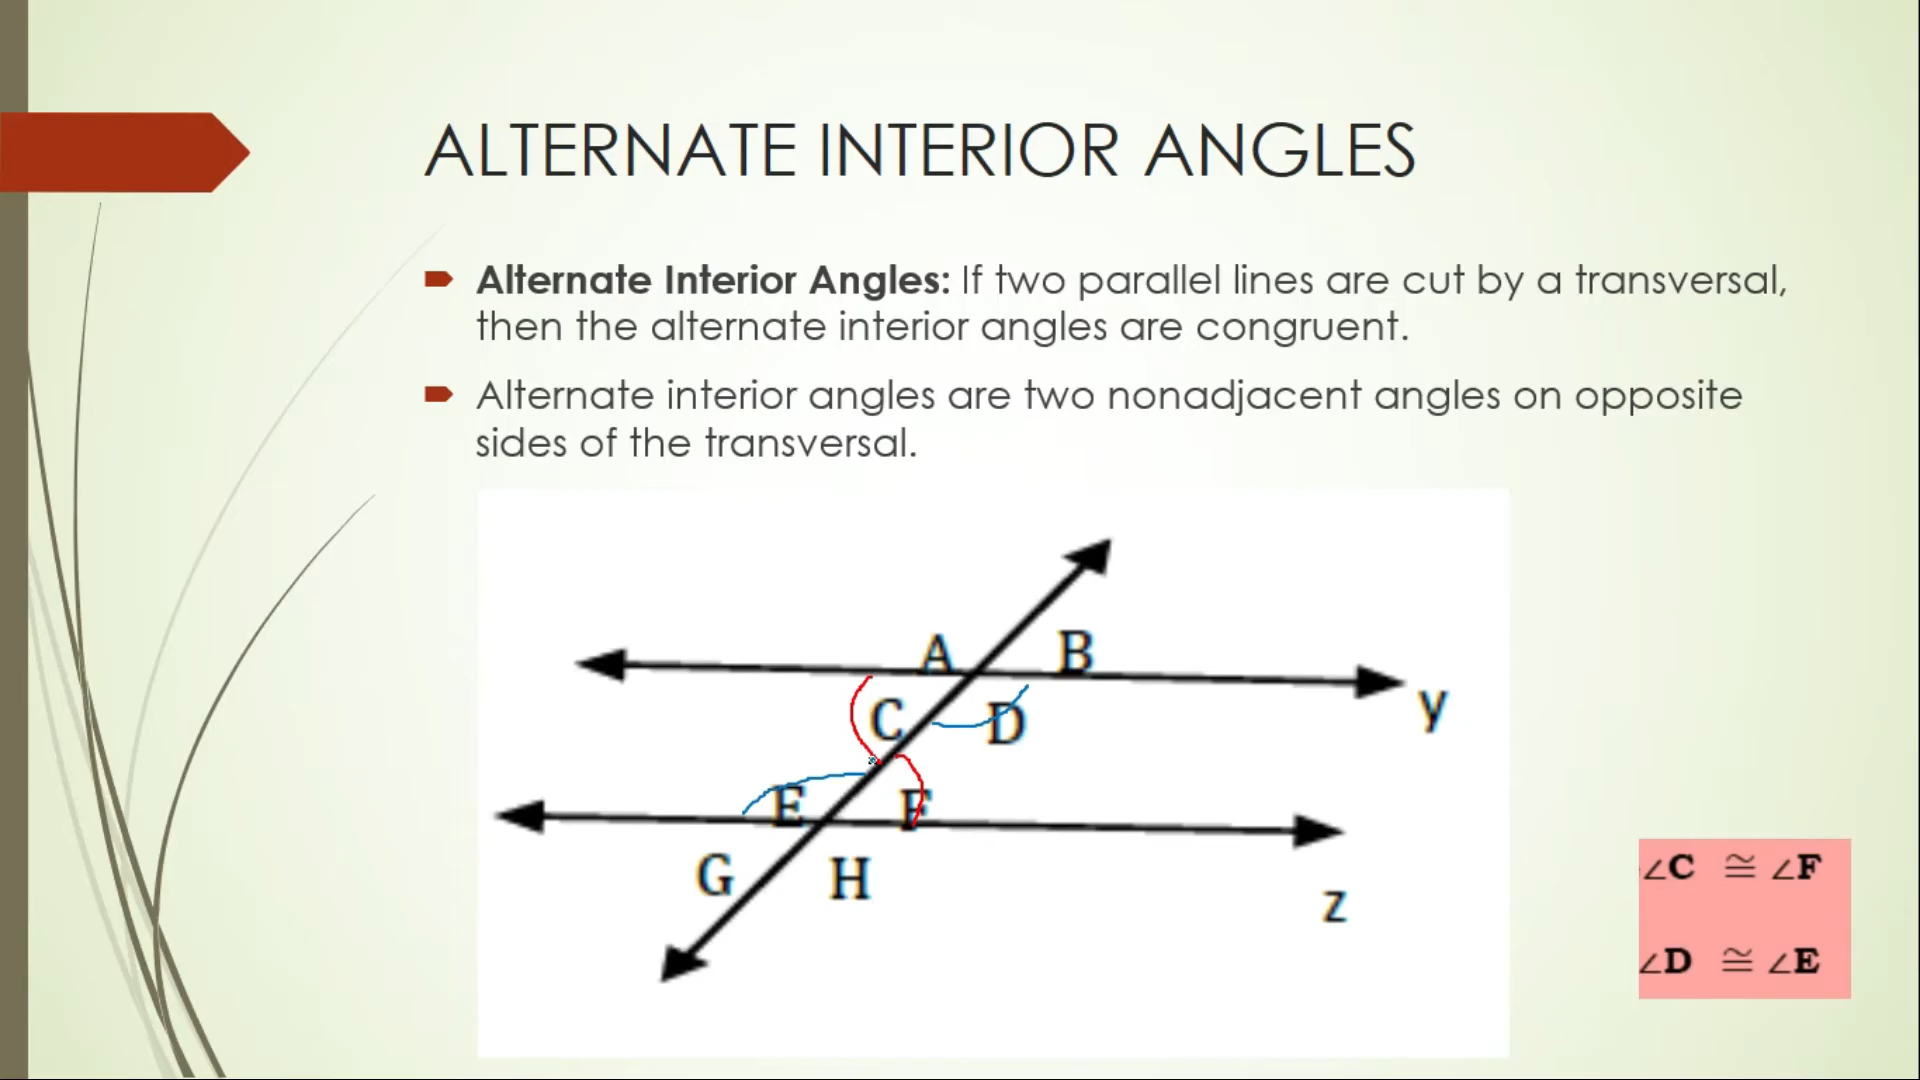 ALTERNATE INTERIOR ANGLES
Alternate Interior Angles: If two parallel lines are cut by a transversal,
then the alternate interior angles are congruent.
Alternate interior angles are two nonadjacent angles on opposite
sides of the transversal.
A B
y
C D
E F
G H
z
∠C ≅ ∠F
∠D ≅ ∠E